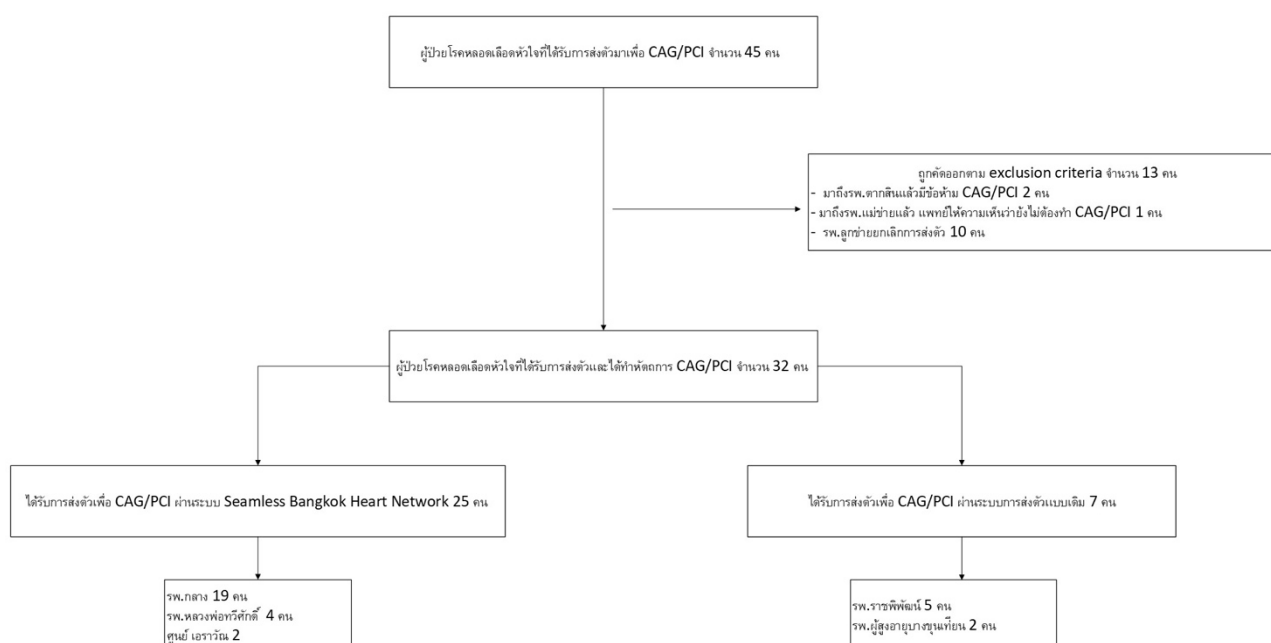 ผู้ป่วยโรคหลอดเลือดหัวใจที่ได้รับการส่งตัวมาเพื่อ CAG/PCI จำนวน 45 คน
ถูกคัดออกตาม exclusion criteria จำนวน 13 คน
- มาถึงรพ.ตากสินแล้วมีข้อห้าม CAG/PCI 2 คน
- มาถึงรพ.แม่ข่ายแล้ว แพทย์ให้ความเห็นว่ายังไม่ต้องทำ CAG/PCI 1 คน
- รพ.ลูกข่ายยกเลิกการส่งตัว 10 คน
ผู้ป่วยโรคหลอดเลือดหัวใจที่ได้รับการส่งตัวและได้ทำหัตถการ CAG/PCI จำนวน 32 คน
ได้รับการส่งตัวเพื่อ CAG/PCI ผ่านระบบ Seamless Bangkok Heart Network 25 คน
ได้รับการส่งตัวเพื่อ CAG/PCI ผ่านระบบการส่งตัวแบบเดิม 7 คน
รพ.กลาง 19 คน
รพ.หลวงพ่อทวีศักดิ์ 4 คน
ศูนย์ เอราวัณ 2
รพ.ราชพิพัฒน์ 5 คน
รพ.ผู้สูงอายุบางขุนเทียน 2 คน